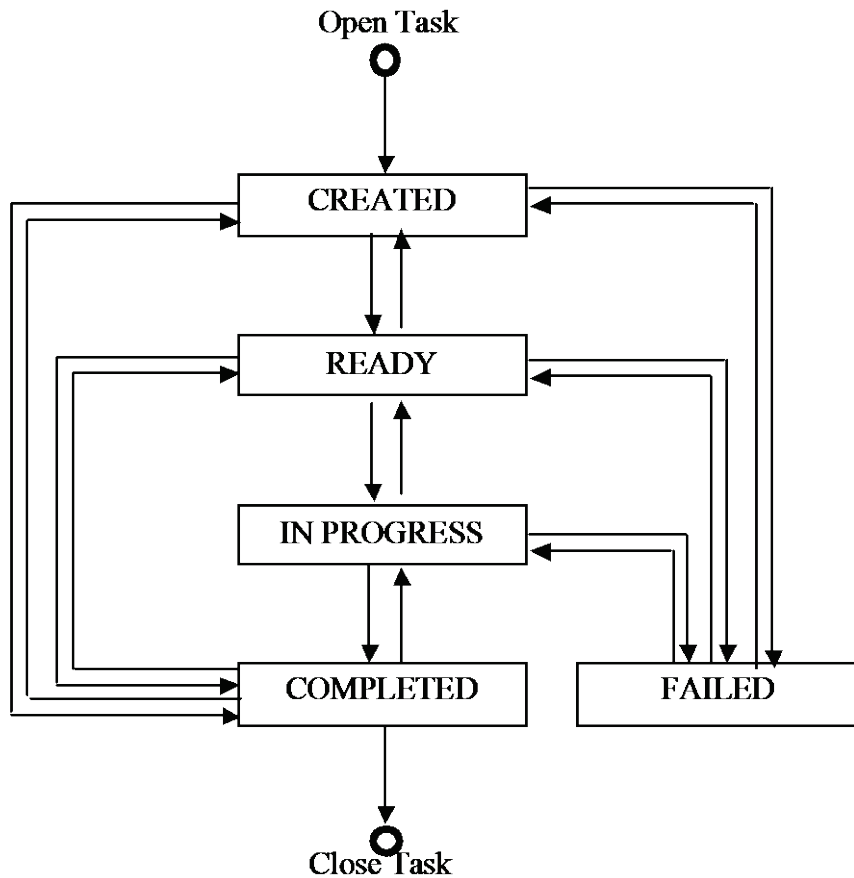 Open Task
CREATED
READY
IN PROGRESS
COMPLETED
FAILED
Close Task